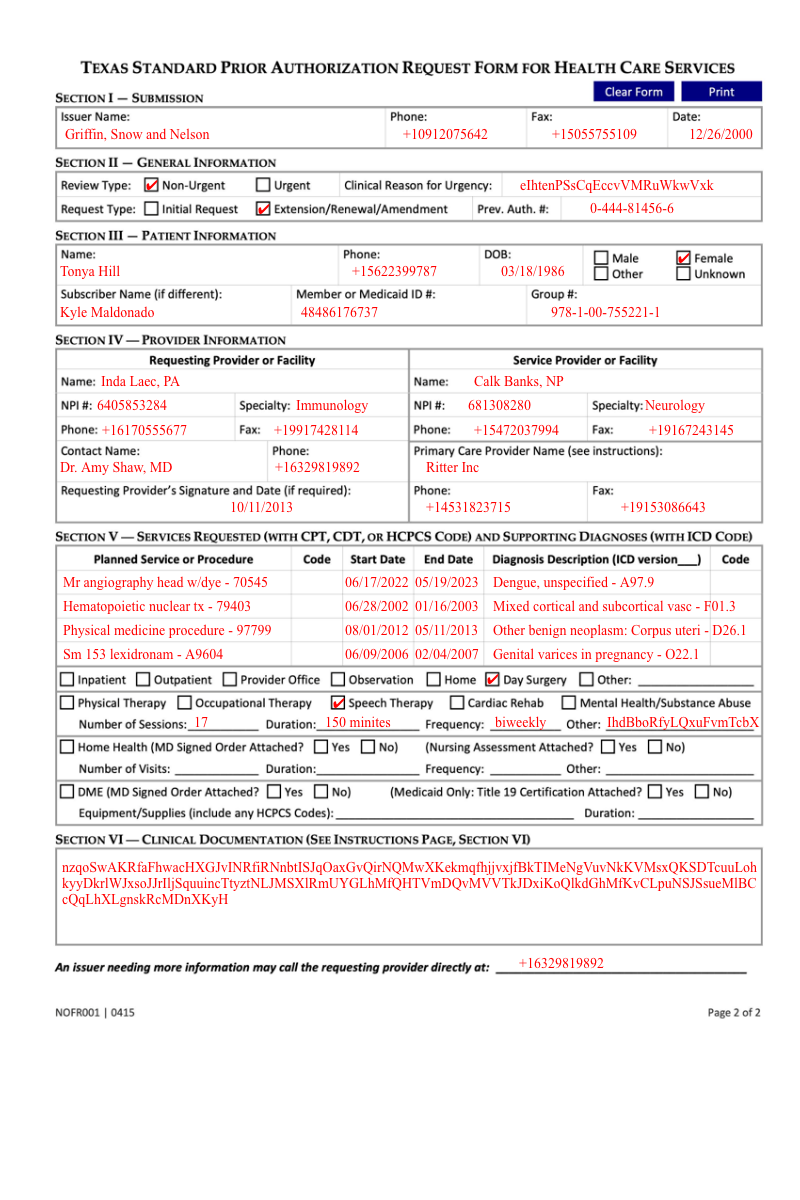 TEXAS STANDARD PRIOR AUTHORIZATION REQUEST FORM FOR HEALTH CARE SERVICES
Clear Form Print
SECTION I — SUBMISSION
Issuer Name: Phone: Fax: Date:
Griffin, Snow and Nelson +10912075642 +15055755109 12/26/2000
SECTION II — GENERAL INFORMATION
Review Type: Non-Urgent Urgent Clinical Reason for Urgency: eIhtenPSsCqEccvVMRuWkwVxk
Request Type: Initial Request Extension/Renewal/Amendment Prev. Auth. #: 0-444-81456-6
SECTION III — PATIENT INFORMATION
Name: Phone: DOB: Male Female
Tonya Hill +15622399787 03/18/1986 Other Unknown
Subscriber Name (if different): Member or Medicaid ID #: Group #:
Kyle Maldonado 48486176737 978-1-00-755221-1
SECTION IV — PROVIDER INFORMATION
Requesting Provider or Facility Service Provider or Facility
Name: Inda Laec, PA Name: Calk Banks, NP
NPI #: 6405853284 Specialty: Immunology NPI #: 681308280 Specialty: Neurology
Phone: +16170555677 Fax: +19917428114 Phone: +15472037994 Fax: +19167243145
Contact Name: Phone: Primary Care Provider Name (see instructions):
Dr. Amy Shaw, MD +16329819892 Ritter Inc
Requesting Provider's Signature and Date (if required): Phone: Fax:
10/11/2013 +14531823715 +19153086643
SECTION V — SERVICES REQUESTED (WITH CPT, CDT, OR HCPCS CODE) AND SUPPORTING DIAGNOSES (WITH ICD CODE)
Planned Service or Procedure Code Start Date End Date Diagnosis Description (ICD version___) Code
Mr angiography head w/dye - 70545 06/17/2022 05/19/2023 Dengue, unspecified - A97.9
Hematopoietic nuclear tx - 79403 06/28/2002 01/16/2003 Mixed cortical and subcortical vasc - F01.3
Physical medicine procedure - 97799 08/01/2012 05/11/2013 Other benign neoplasm: Corpus uteri - D26.1
Sm 153 lexidronam - A9604 06/09/2006 02/04/2007 Genital varices in pregnancy - O22.1
Inpatient Outpatient Provider Office Observation Home Day Surgery Other:
Physical Therapy Occupational Therapy Speech Therapy Cardiac Rehab Mental Health/Substance Abuse
Number of Sessions: 17 Duration: 150 minites Frequency: biweekly Other: IhdBboRfyLQxuFvmTcbX
Home Health (MD Signed Order Attached? Yes No) (Nursing Assessment Attached? Yes No)
Number of Visits: Duration: Frequency: Other:
DME (MD Signed Order Attached? Yes No) (Medicaid Only: Title 19 Certification Attached? Yes No)
Equipment/Supplies (include any HCPCS Codes): Duration:
SECTION VI — CLINICAL DOCUMENTATION (SEE INSTRUCTIONS PAGE, SECTION VI)
nzqoSwAKRfaFhwacHXGJvINRfiRNnbtISJqOaxGvQirNQMwXKekmqfhjjvxjfBkTIMeNgVuvNkKVMsxQKSDTcuuLoh
kyyDkrlWJxsoJJrIljSquuincTtyztNLJMSXlRmUYGLhMfQHTVmDQvMVVTkJDxiKoQlkdGhMfKvCLpuNSJSsueMlBC
cQqLhXLgnskRcMDnXKyH
An issuer needing more information may call the requesting provider directly at: +16329819892
NOFR001 | 0415 Page 2 of 2